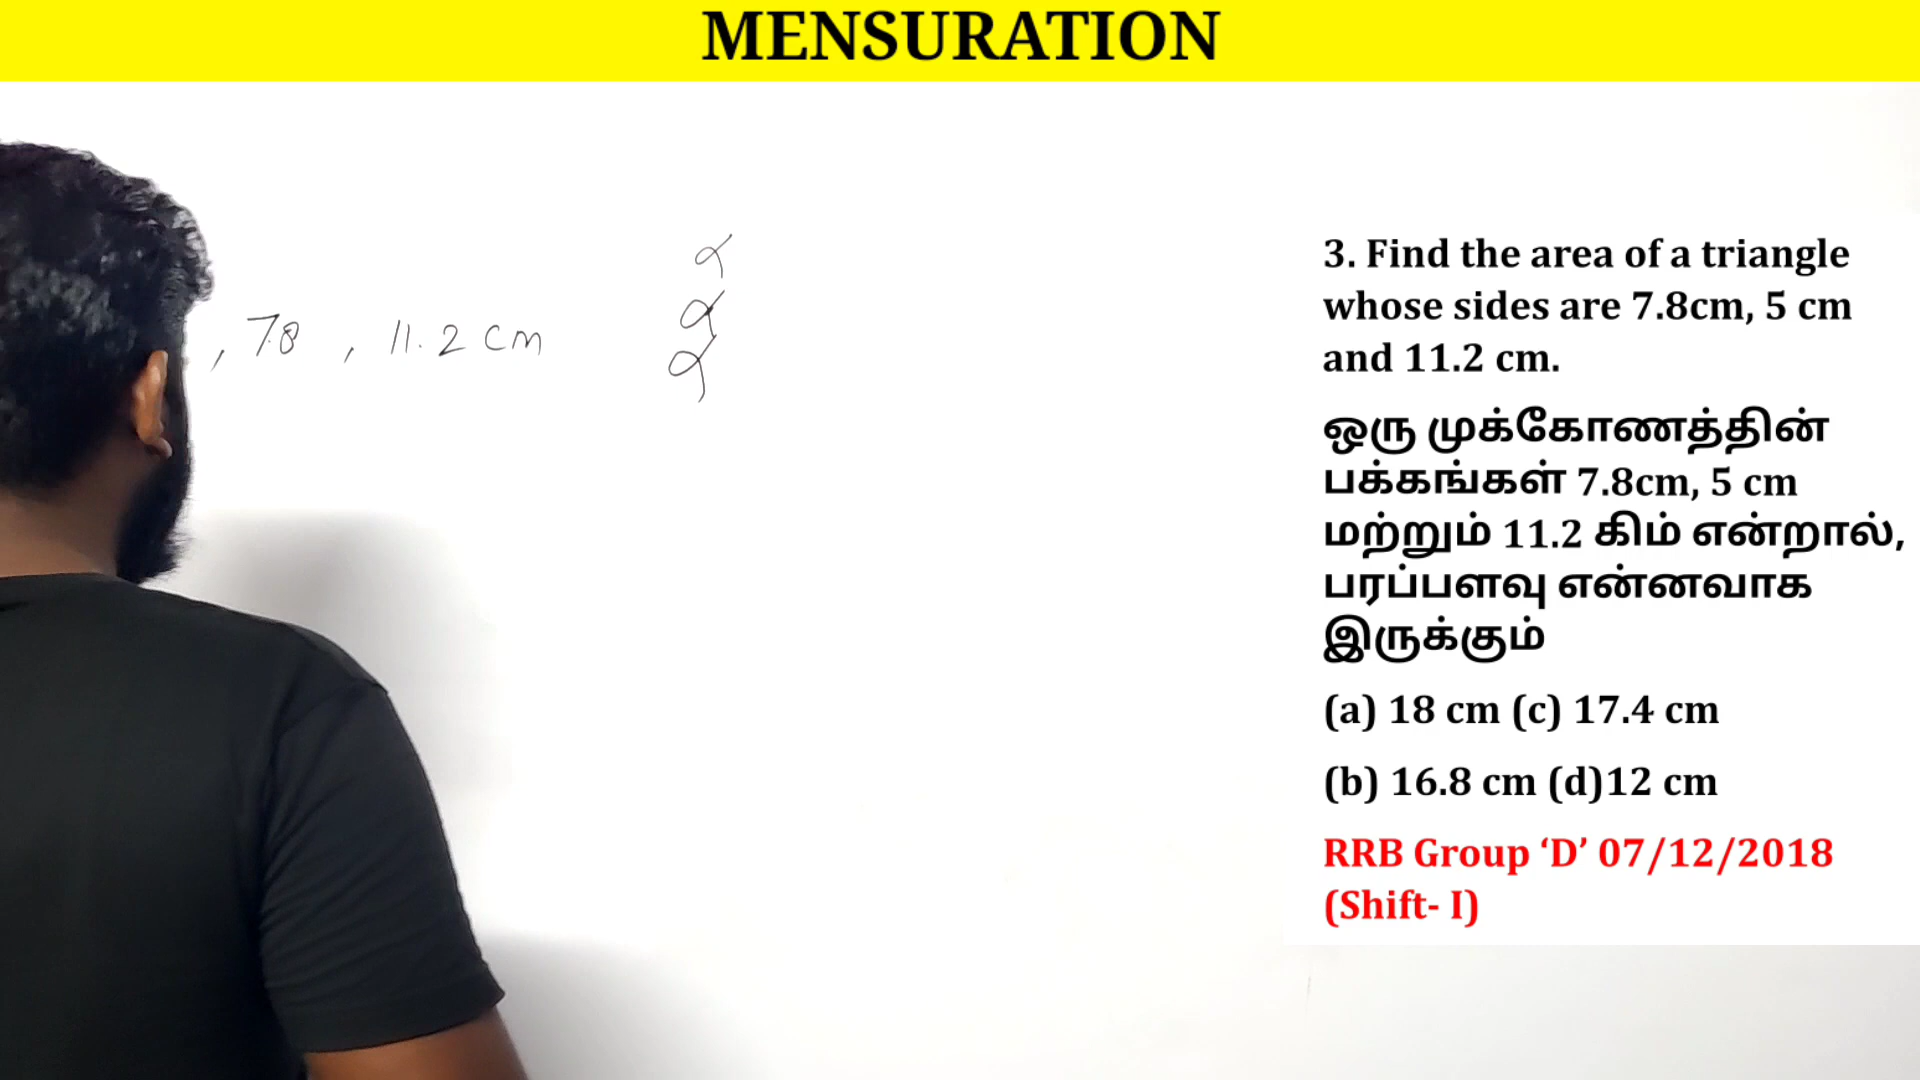 MENSURATION
, 7.8 , 11.2 cm
3. Find the area of a triangle
whose sides are 7.8cm, 5 cm
and 11.2 cm.
ஒரு முக்கோணத்தின்
பக்கங்கள் 7.8cm, 5 cm
மற்றும் 11.2 கிம் என்றால்,
பரப்பளவு என்னவாக
இருக்கும்
(a) 18 cm (c) 17.4 cm
(b) 16.8 cm (d)12 cm
RRB Group ‘D’ 07/12/2018
(Shift- I)